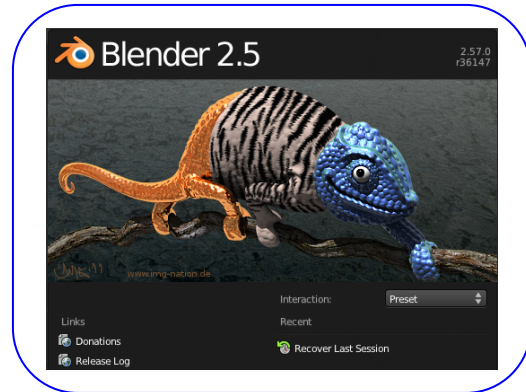 Blender 2.5
2.57.0
r36147
www.img-nation.de
Interaction: Preset
Links
Recent
Donations
Recover Last Session
Release Log